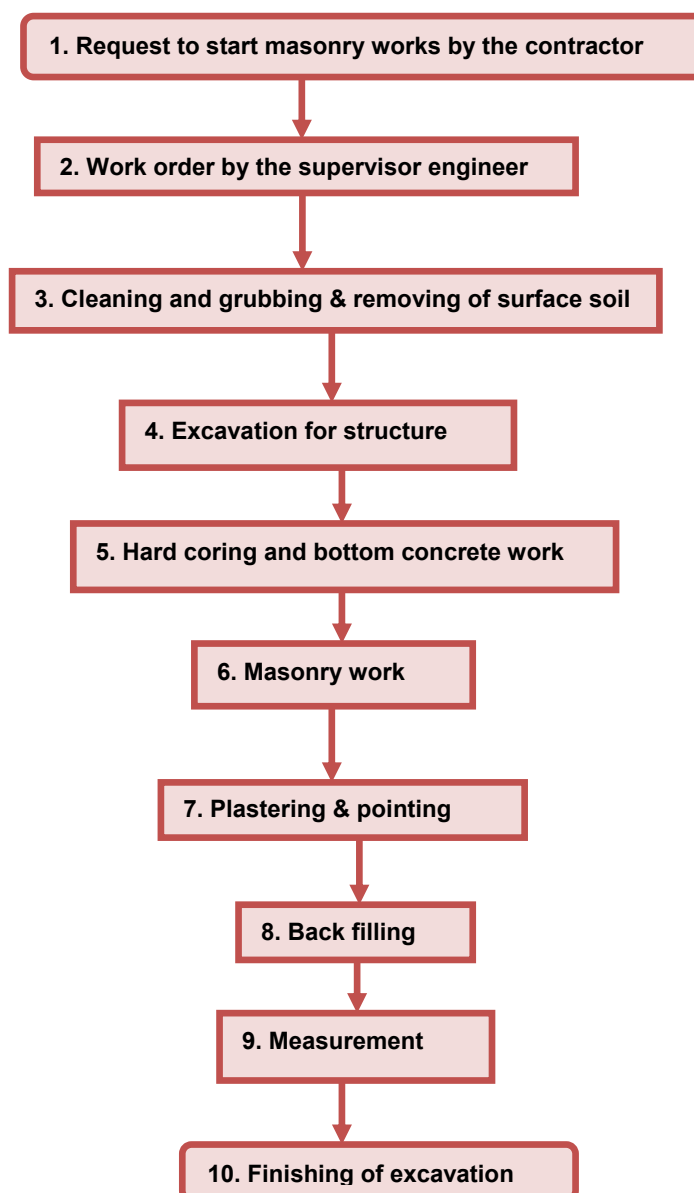 1. Request to start masonry works by the contractor
2. Work order by the supervisor engineer
3. Cleaning and grubbing & removing of surface soil
4. Excavation for structure
5. Hard coring and bottom concrete work
6. Masonry work
7. Plastering & pointing
8. Back filling
9. Measurement
10. Finishing of excavation